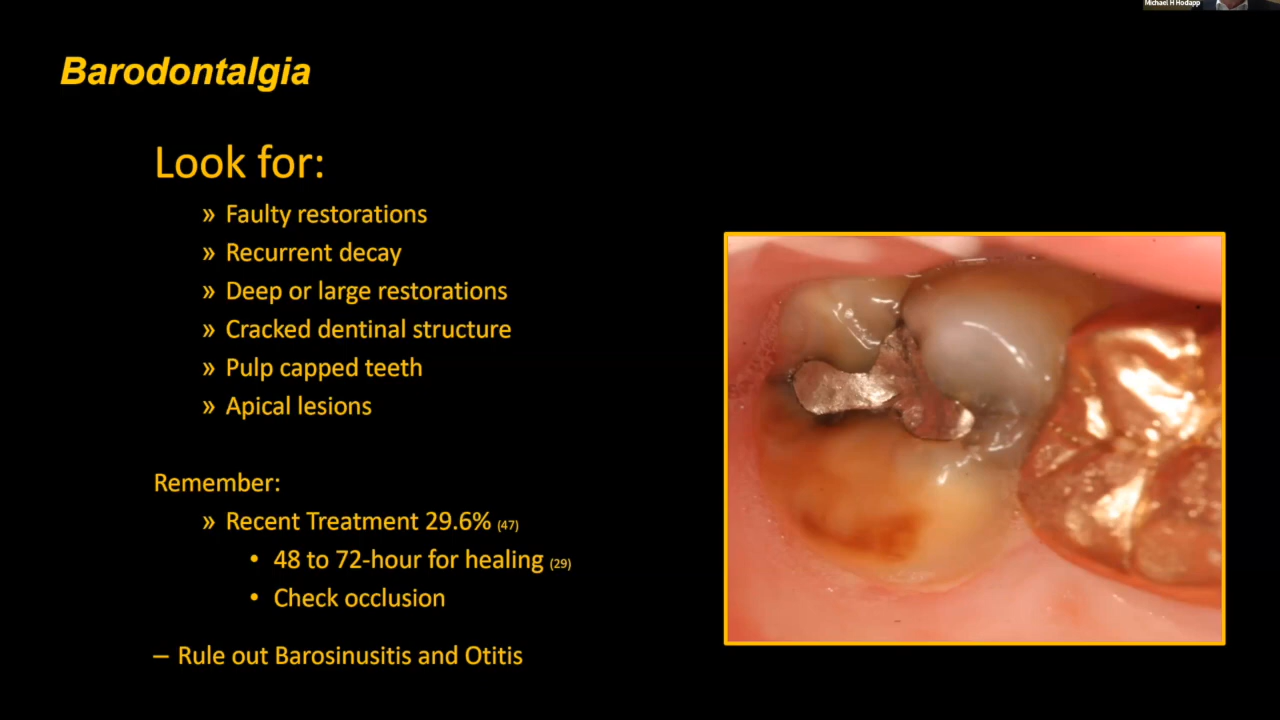 Michael H Hodapp
Barodontalgia
Look for:
» Faulty restorations
» Recurrent decay
» Deep or large restorations
» Cracked dentinal structure
» Pulp capped teeth
» Apical lesions
Remember:
» Recent Treatment 29.6% (47)
• 48 to 72-hour for healing (29)
• Check occlusion
– Rule out Barosinusitis and Otitis